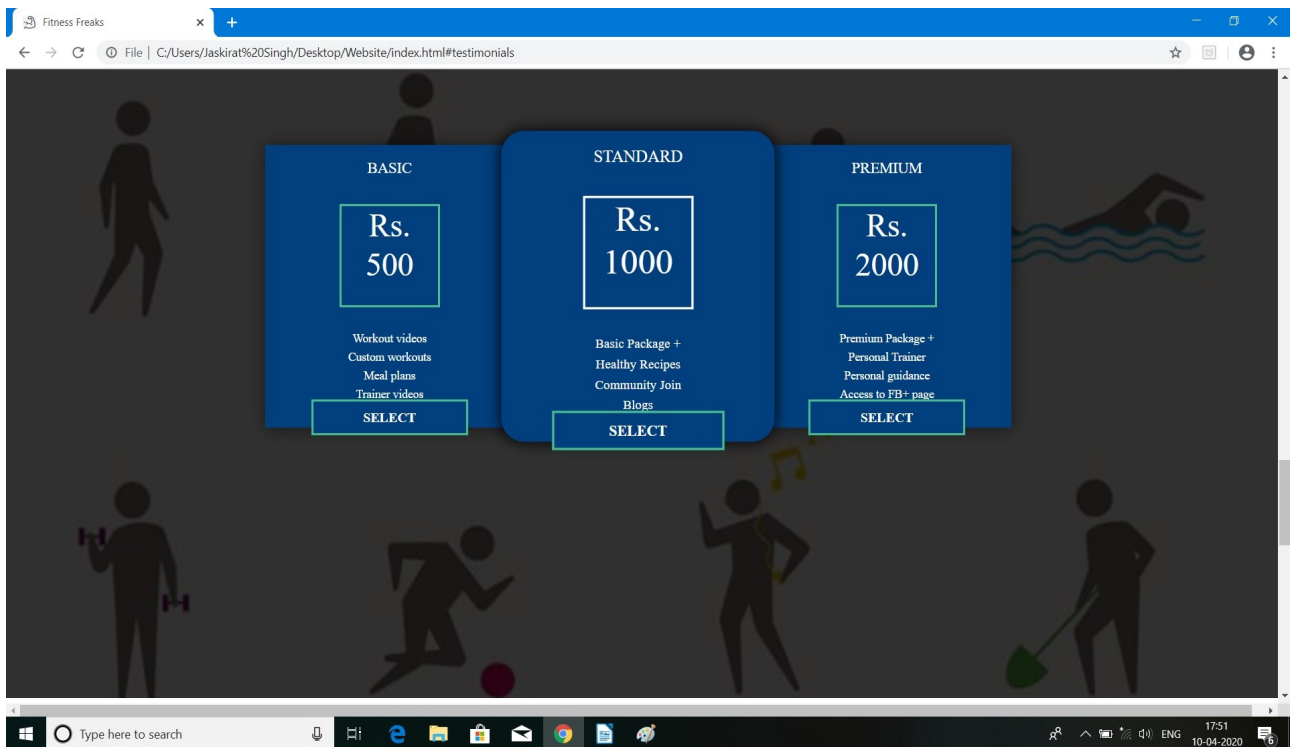 Fitness Freaks
File | C:/Users/Jaskirat%20Singh/Desktop/Website/index.html#testimonials
BASIC
Rs.
500
Workout videos
Custom workouts
Meal plans
Trainer videos
SELECT
STANDARD
Rs.
1000
Basic Package +
Healthy Recipes
Community Join
Blogs
SELECT
PREMIUM
Rs.
2000
Premium Package +
Personal Trainer
Personal guidance
Access to FB+ page
SELECT
Type here to search
ENG
17:51
10-04-2020
6